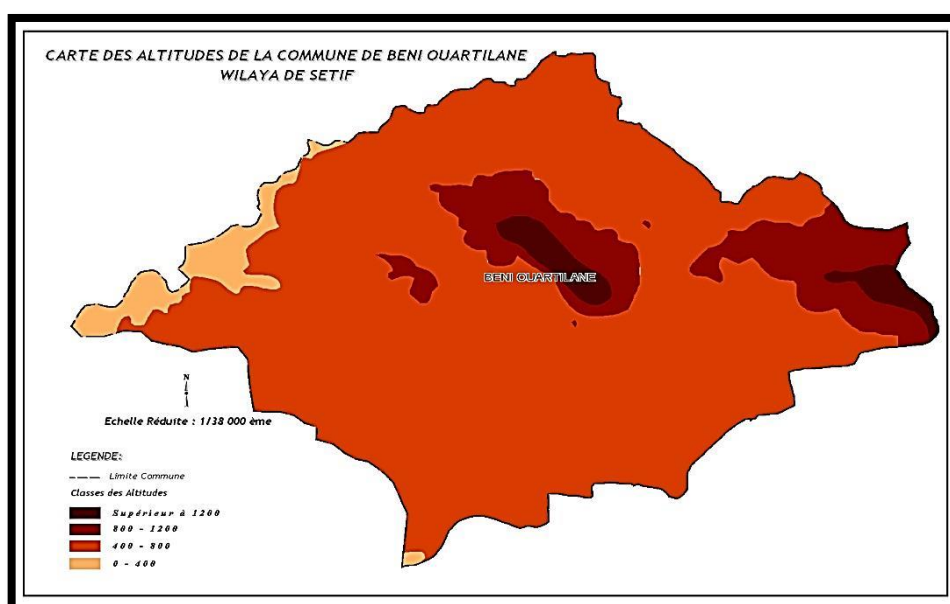 CARTE DES ALTITUDES DE LA COMMUNE DE BENI OUARTILANE
WILAYA DE SETIF
BENI OUARTILANE
N
Echelle Réduite : 1/38 000 ème
LEGENDE:
Limite Commune
Classes des Altitudes
Supérieur à 1200
800 - 1200
400 - 800
0 - 400